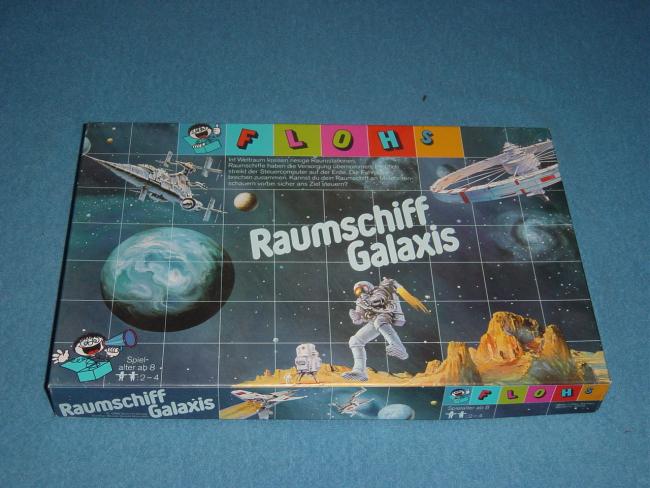 FLOHS
Im Weltraum kreisen riesige Raumstationen.
Raumschiffe haben die Versorgung übernommen. Plötzlich
streikt der Steuercomputer auf der Erde. Die
brechen zusammen. Kannst du dein Raumschiff an
schauern vorbei sicher ans Ziel steuern?
Raumschiff
Galaxis
Spiel-
alter ab 8
2-4
Raumschiff
Galaxis
FLOHS
Spielalter ab 8
2-4